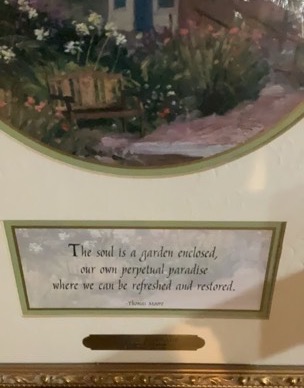 The soul is a garden enclosed,
our own perpetual paradise
where we can be refreshed and restored.
Thomas Moore